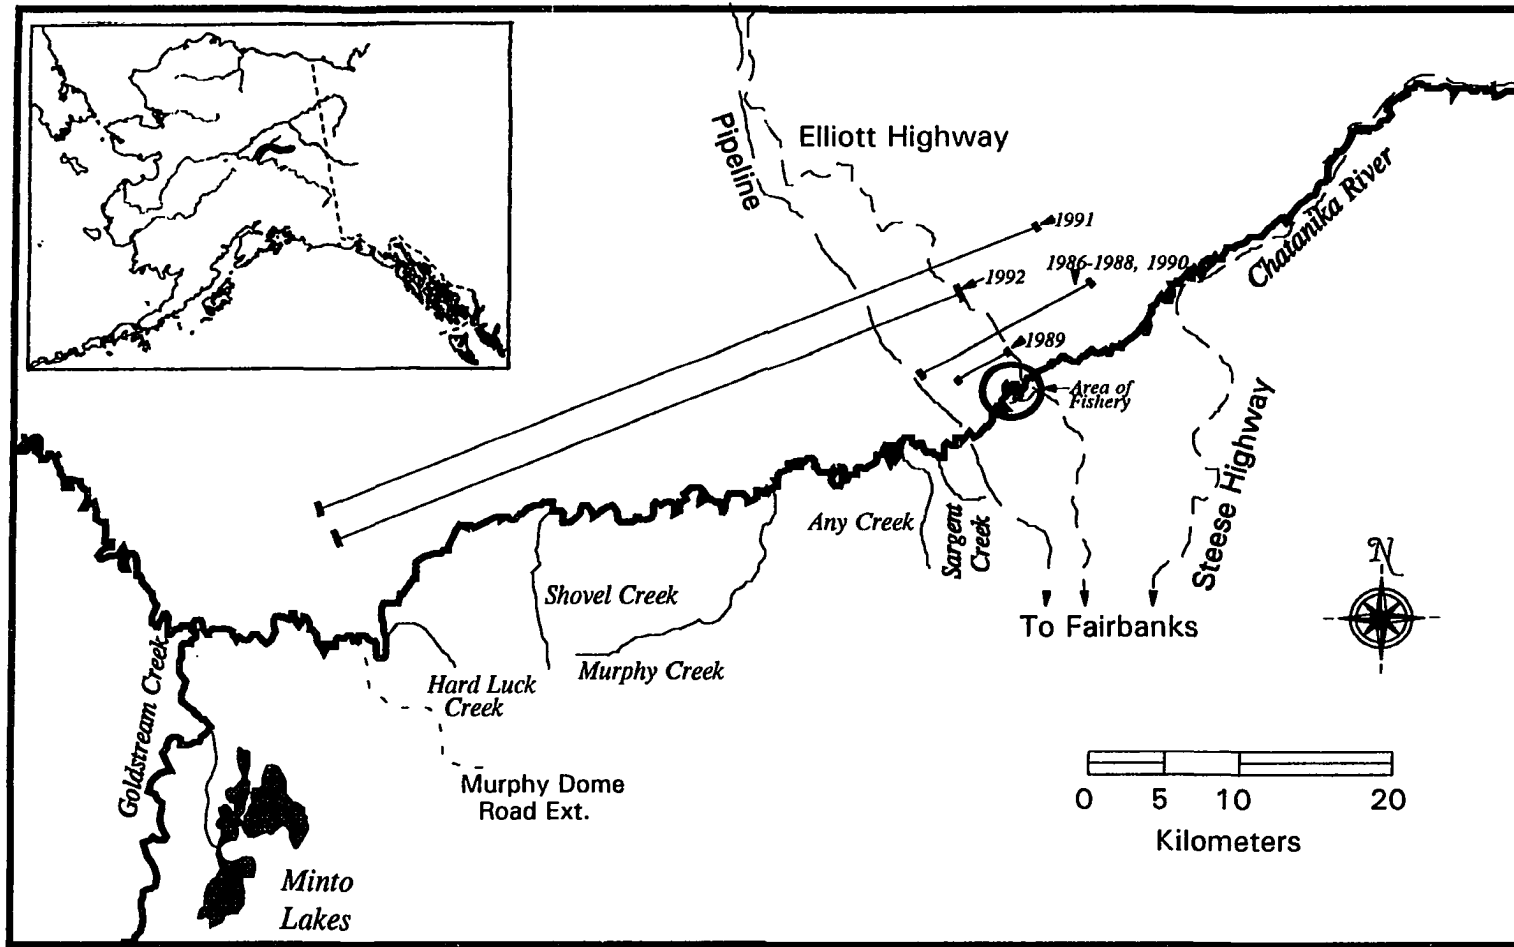 Pipeline
Elliott Highway
Chatanika River
1991
1992
1986-1988, 1990
1989
Area of
Fishery
Steese Highway
Any Creek
Sargent
Creek
Shovel Creek
Murphy Creek
Hard Luck
Creek
To Fairbanks
N
Goldstream Creek
Murphy Dome
Road Ext.
Minto
Lakes
0 5 10 20
Kilometers